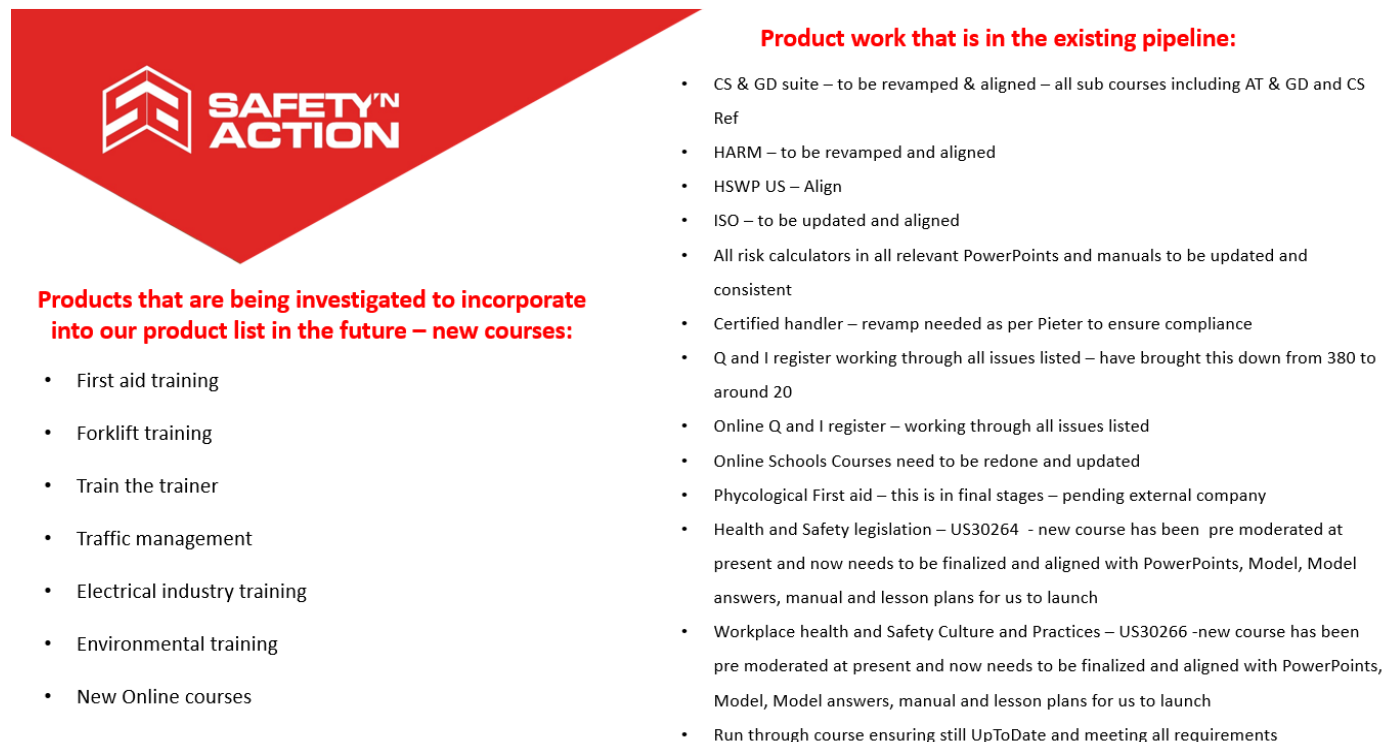 SAFETY'N
ACTION
Products that are being investigated to incorporate
into our product list in the future – new courses:
• First aid training
• Forklift training
• Train the trainer
• Traffic management
• Electrical industry training
• Environmental training
• New Online courses
Product work that is in the existing pipeline:
• CS & GD suite – to be revamped & aligned – all sub courses including AT & GD and CS
Ref
• HARM – to be revamped and aligned
• HSWP US – Align
• ISO – to be updated and aligned
• All risk calculators in all relevant PowerPoints and manuals to be updated and
consistent
• Certified handler – revamp needed as per Pieter to ensure compliance
• Q and I register working through all issues listed – have brought this down from 380 to
around 20
• Online Q and I register – working through all issues listed
• Online Schools Courses need to be redone and updated
• Phycological First aid – this is in final stages – pending external company
• Health and Safety legislation – US30264 - new course has been pre moderated at
present and now needs to be finalized and aligned with PowerPoints, Model, Model
answers, manual and lesson plans for us to launch
• Workplace health and Safety Culture and Practices – US30266 -new course has been
pre moderated at present and now needs to be finalized and aligned with PowerPoints,
Model, Model answers, manual and lesson plans for us to launch
• Run through course ensuring still UpToDate and meeting all requirements